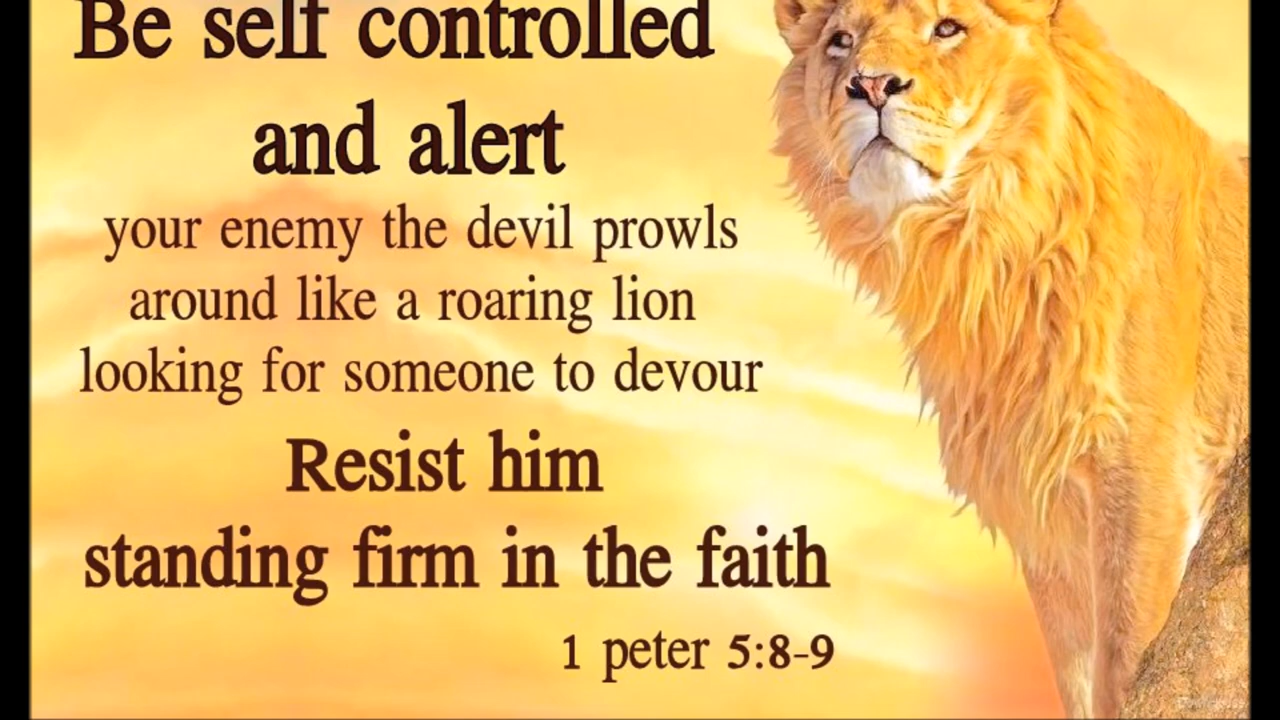 Be self controlled
and alert
your enemy the devil prowls
around like a roaring lion
looking for someone to devour
Resist him
standing firm in the faith
1 peter 5:8-9